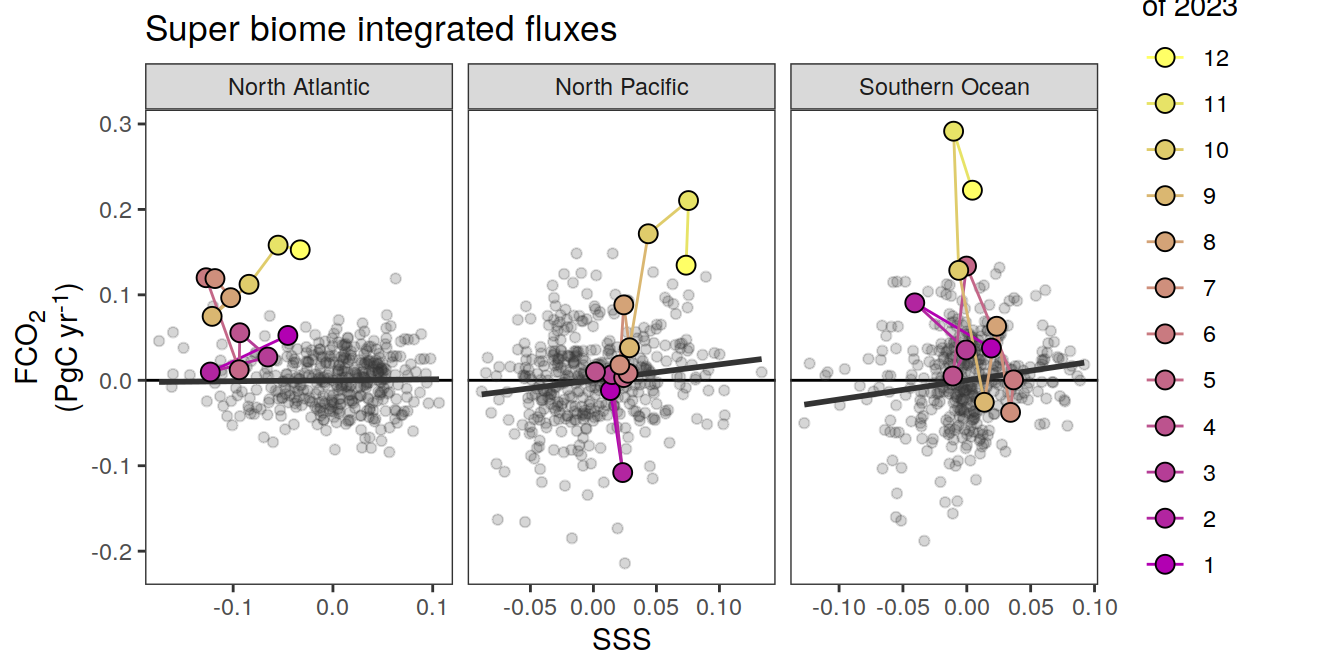 Super biome integrated fluxes
of 2023
North Atlantic
North Pacific
Southern Ocean
FCO₂
(PgC yr⁻¹)
0.3
0.2
0.1
0.0
-0.1
-0.2
-0.1 0.0 0.1
-0.05 0.00 0.05 0.10
-0.10 -0.05 0.00 0.05 0.10
SSS
12
11
10
9
8
7
6
5
4
3
2
1